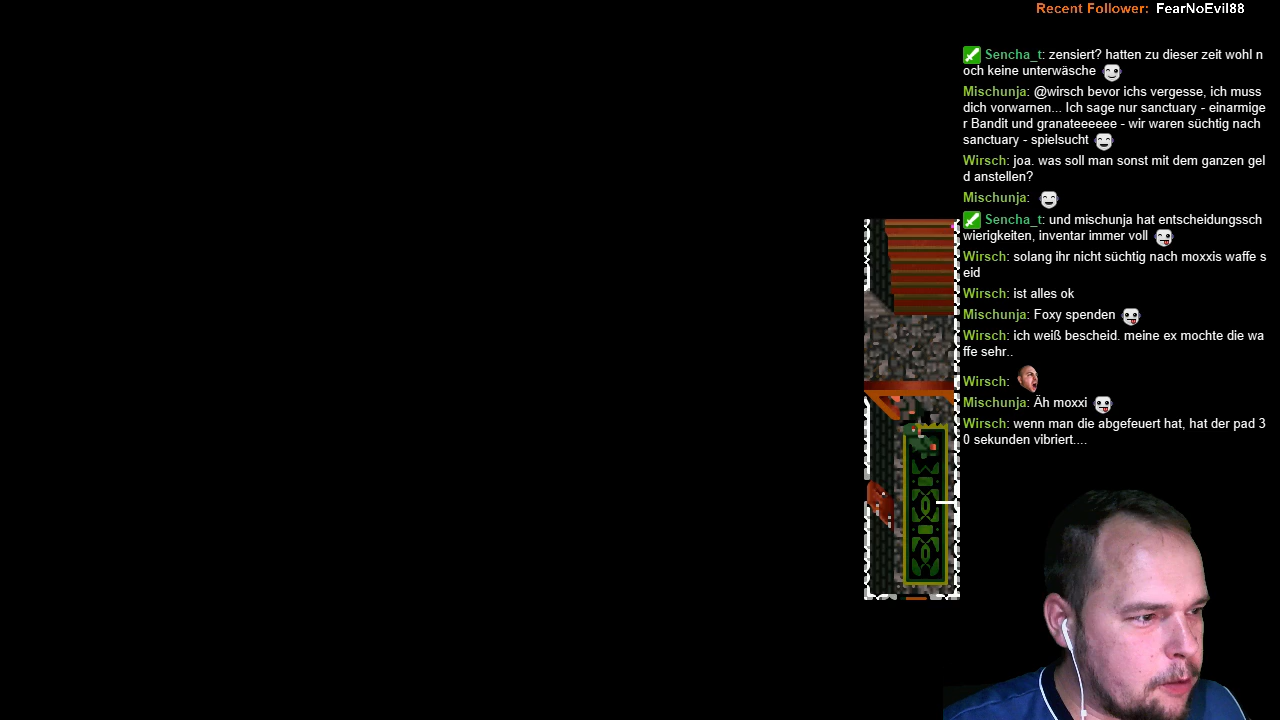 Recent Follower: FearNoEvil88
Sencha_t: zensiert? hatten zu dieser zeit wohl n
och keine unterwäsche
Mischunja: @wirsch bevor ichs vergesse, ich muss
dich vorwarnen... Ich sage nur sanctuary - einarmige
r Bandit und granateeeeee - wir waren süchtig nach
sanctuary - spielsucht
Wirsch: joa. was soll man sonst mit dem ganzen gel
d anstellen?
Mischunja:
Sencha_t: und mischunja hat entscheidungssch
wierigkeiten, inventar immer voll
Wirsch: solang ihr nicht süchtig nach moxxis waffe s
eid
Wirsch: ist alles ok
Mischunja: Foxy spenden
Wirsch: ich weiß bescheid. meine ex mochte die wa
ffe sehr..
Wirsch:
Mischunja: Äh moxxi
Wirsch: wenn man die abgefeuert hat, hat der pad 3
0 sekunden vibriert....